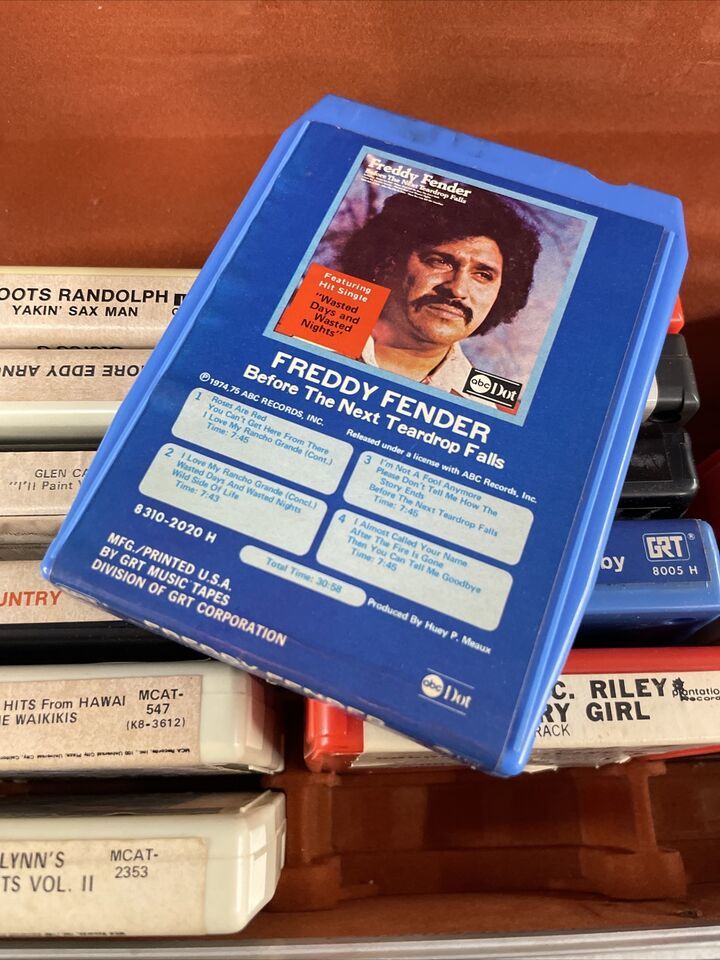 Freddy Fender
Before The Next Teardrop Falls
Featuring
Hit Single
"Wasted
Days and
Wasted
Nights"
abc Dot
FREDDY FENDER
Before The Next Teardrop Falls
℗ 1974,75 ABC RECORDS, INC.
Released under a license with ABC Records, Inc.
1 Roses Are Red
You Can't Get Here From There
I Love My Rancho Grande (Cont.)
Time: 7:45
2 I Love My Rancho Grande (Concl.)
Wasted Days And Wasted Nights
Wild Side Of Life
Time: 7:43
3 I'm Not A Fool Anymore
Please Don't Tell Me How The
Story Ends
Before The Next Teardrop Falls
Time: 7:45
4 I Almost Called Your Name
After The Fire Is Gone
Then You Can Tell Me Goodbye
Time: 7:45
8310-2020 H
Total Time: 30:58
MFG./PRINTED U.S.A.
BY GRT MUSIC TAPES
DIVISION OF GRT CORPORATION
Produced By Huey P. Meaux
abc Dot
OOTS RANDOLPH
YAKIN' SAX MAN
ORE EDDY ARN
GLEN CA
"I'll Paint
UNTRY
by
GRT®
8005 H
HITS From HAWAI
E WAIKIKIS
MCAT-
547
(K8-3612)
C. RILEY
RY GIRL
RACK
plantatio
Record
LYNN'S
TS VOL. II
MCAT-
2353